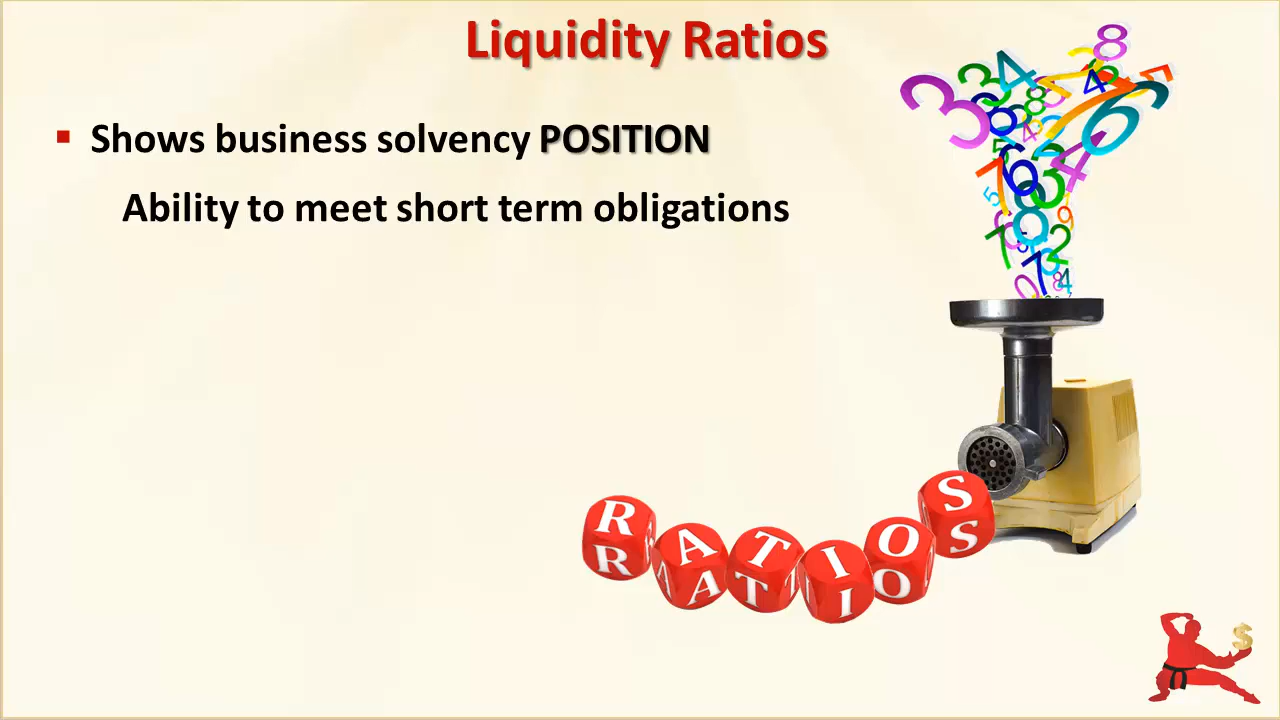 Liquidity Ratios
Shows business solvency POSITION
Ability to meet short term obligations
RATIOS